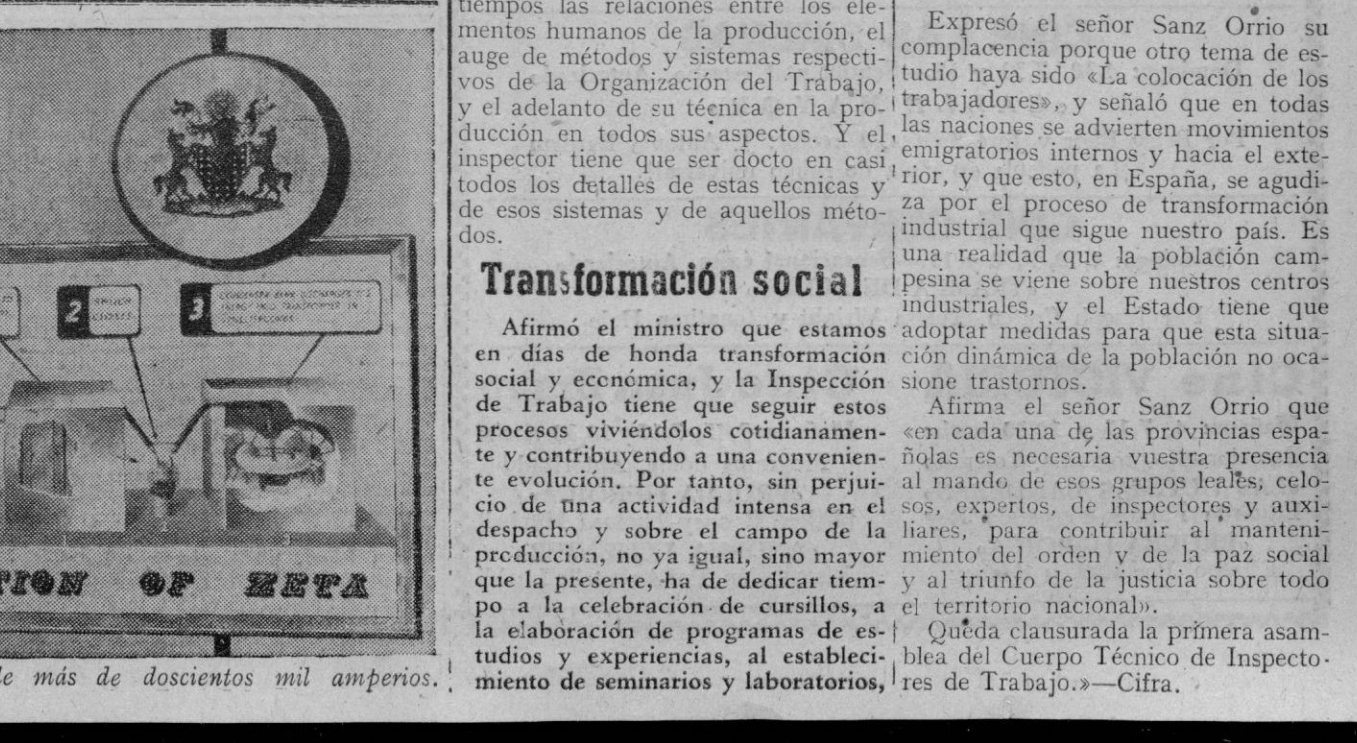 2
3
TION OF ZETA
le más de doscientos mil amperios.
tiempos las relaciones entre los ele-
mentos humanos de la producción, el
auge de métodos y sistemas respecti-
vos de la Organización del Trabajo,
y el adelanto de su técnica en la pro-
ducción en todos sus aspectos. Y el
inspector tiene que ser docto en casi
todos los detalles de estas técnicas y
de esos sistemas y de aquellos méto-
dos.
Transformación social
Afirmó el ministro que estamos
en días de honda transformación
social y económica, y la Inspección
de Trabajo tiene que seguir estos
procesos viviéndolos cotidianamen-
te y contribuyendo a una convenien-
te evolución. Por tanto, sin perjui-
cio de una actividad intensa en el
despacho y sobre el campo de la
producción, no ya igual, sino mayor
que la presente, ha de dedicar tiem-
po a la celebración de cursillos, a
la elaboración de programas de es-
tudios y experiencias, al estableci-
miento de seminarios y laboratorios,
Expresó el señor Sanz Orrio su
complacencia porque otro tema de es-
tudio haya sido «La colocación de los
trabajadores», y señaló que en todas
las naciones se advierten movimientos
emigratorios internos y hacia el exte-
rior, y que esto, en España, se agudi-
za por el proceso de transformación
industrial que sigue nuestro país. Es
una realidad que la población cam-
pesina se viene sobre nuestros centros
industriales, y el Estado tiene que
adoptar medidas para que esta situa-
ción dinámica de la población no oca-
sione trastornos.
Afirma el señor Sanz Orrio que
«en cada una de las provincias espa-
ñolas es necesaria vuestra presencia
al mando de esos grupos leales, celo-
sos, expertos, de inspectores y auxi-
liares, para contribuir al manteni-
miento del orden y de la paz social
y al triunfo de la justicia sobre todo
el territorio nacional».
Queda clausurada la primera asam-
blea del Cuerpo Técnico de Inspecto-
res de Trabajo.»—Cifra.